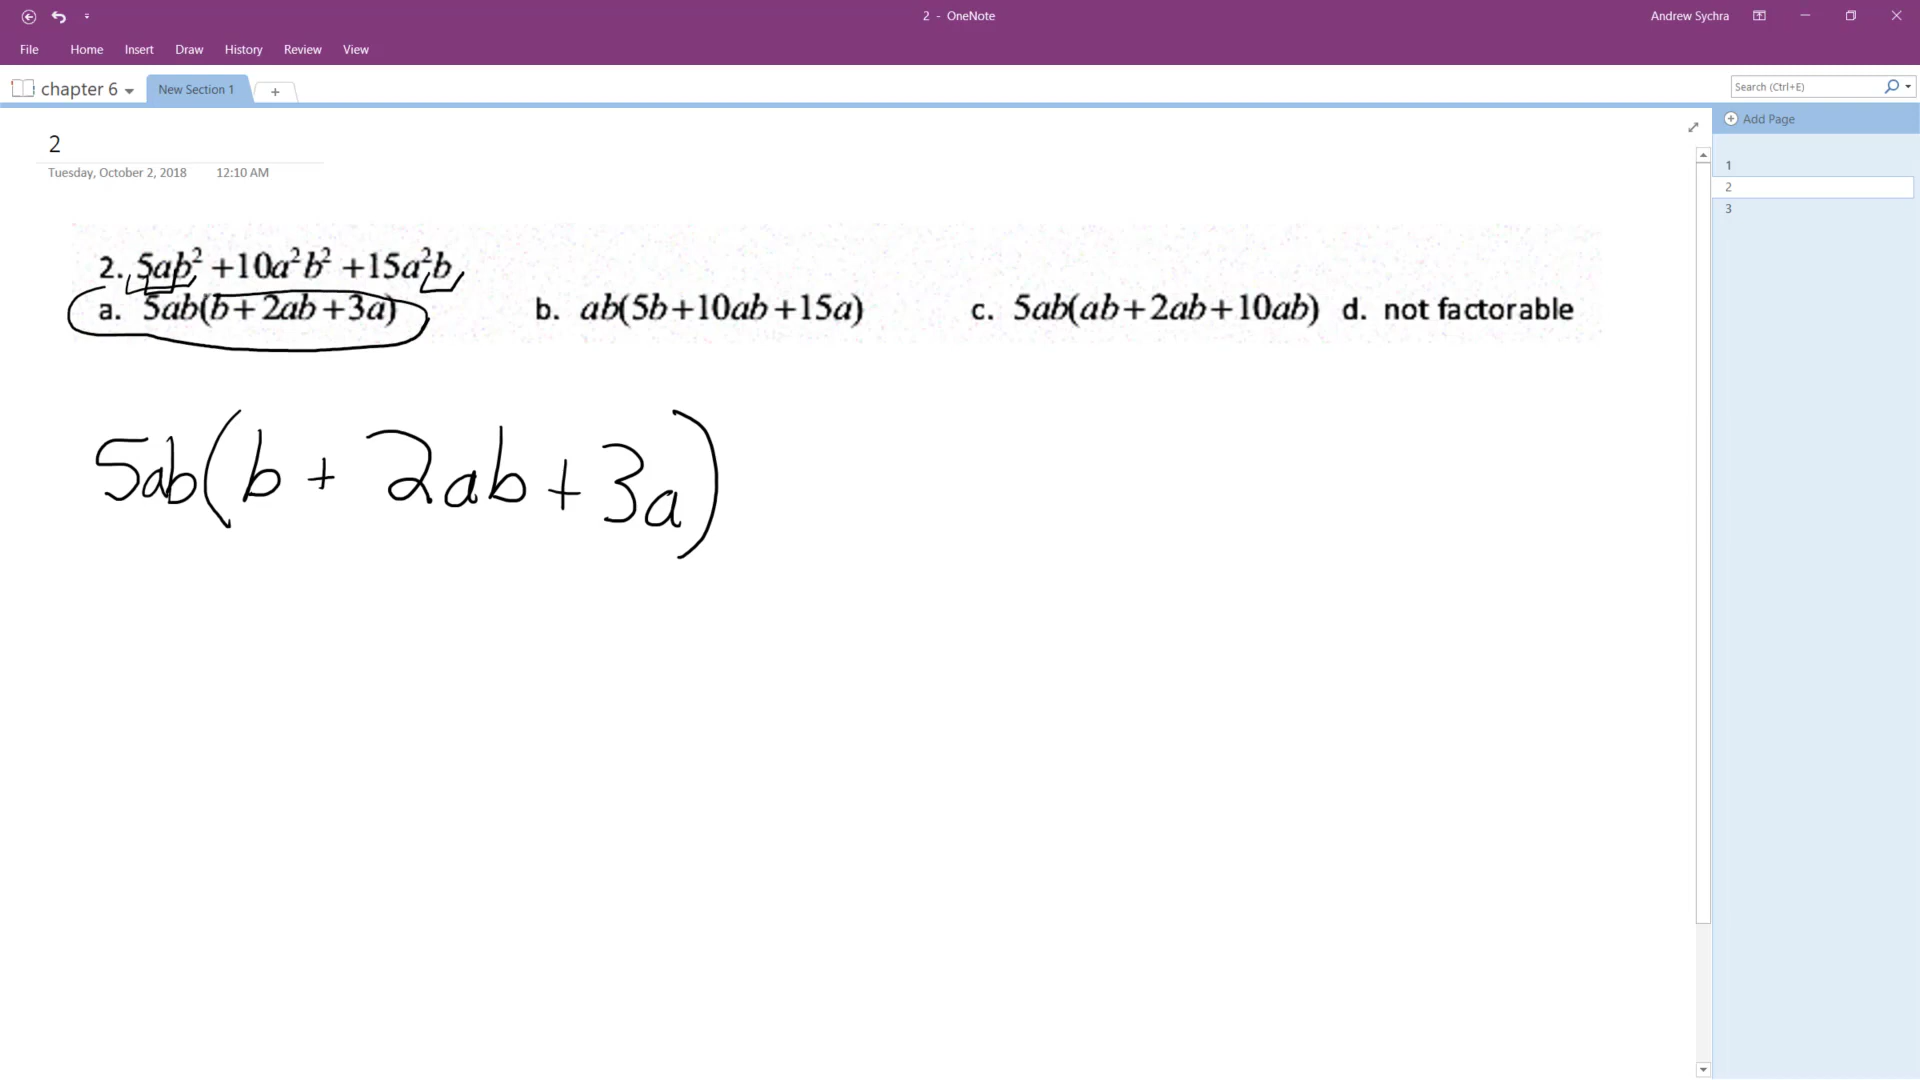 2 - OneNote
Andrew Sychra
File Home Insert Draw History Review View
chapter 6
New Section 1
+
Search (Ctrl+E)
Add Page
1
2
3
2
Tuesday, October 2, 2018 12:10 AM
2. 5ab² +10a²b² +15a²b
a. 5ab(b+2ab+3a) b. ab(5b+10ab+15a) c. 5ab(ab+2ab+10ab) d. not factorable
5ab(b + 2ab + 3a)